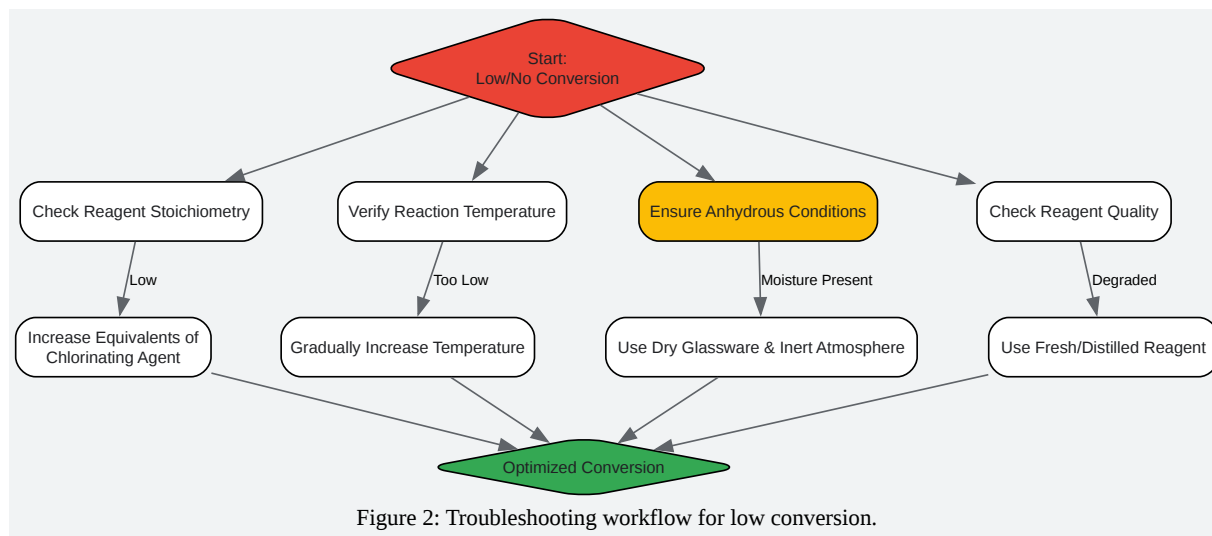 Start:
Low/No Conversion
Check Reagent Stoichiometry
Verify Reaction Temperature
Ensure Anhydrous Conditions
Check Reagent Quality
Low
Too Low
Moisture Present
Degraded
Increase Equivalents of
Chlorinating Agent
Gradually Increase Temperature
Use Dry Glassware & Inert Atmosphere
Use Fresh/Distilled Reagent
Optimized Conversion
Figure 2: Troubleshooting workflow for low conversion.